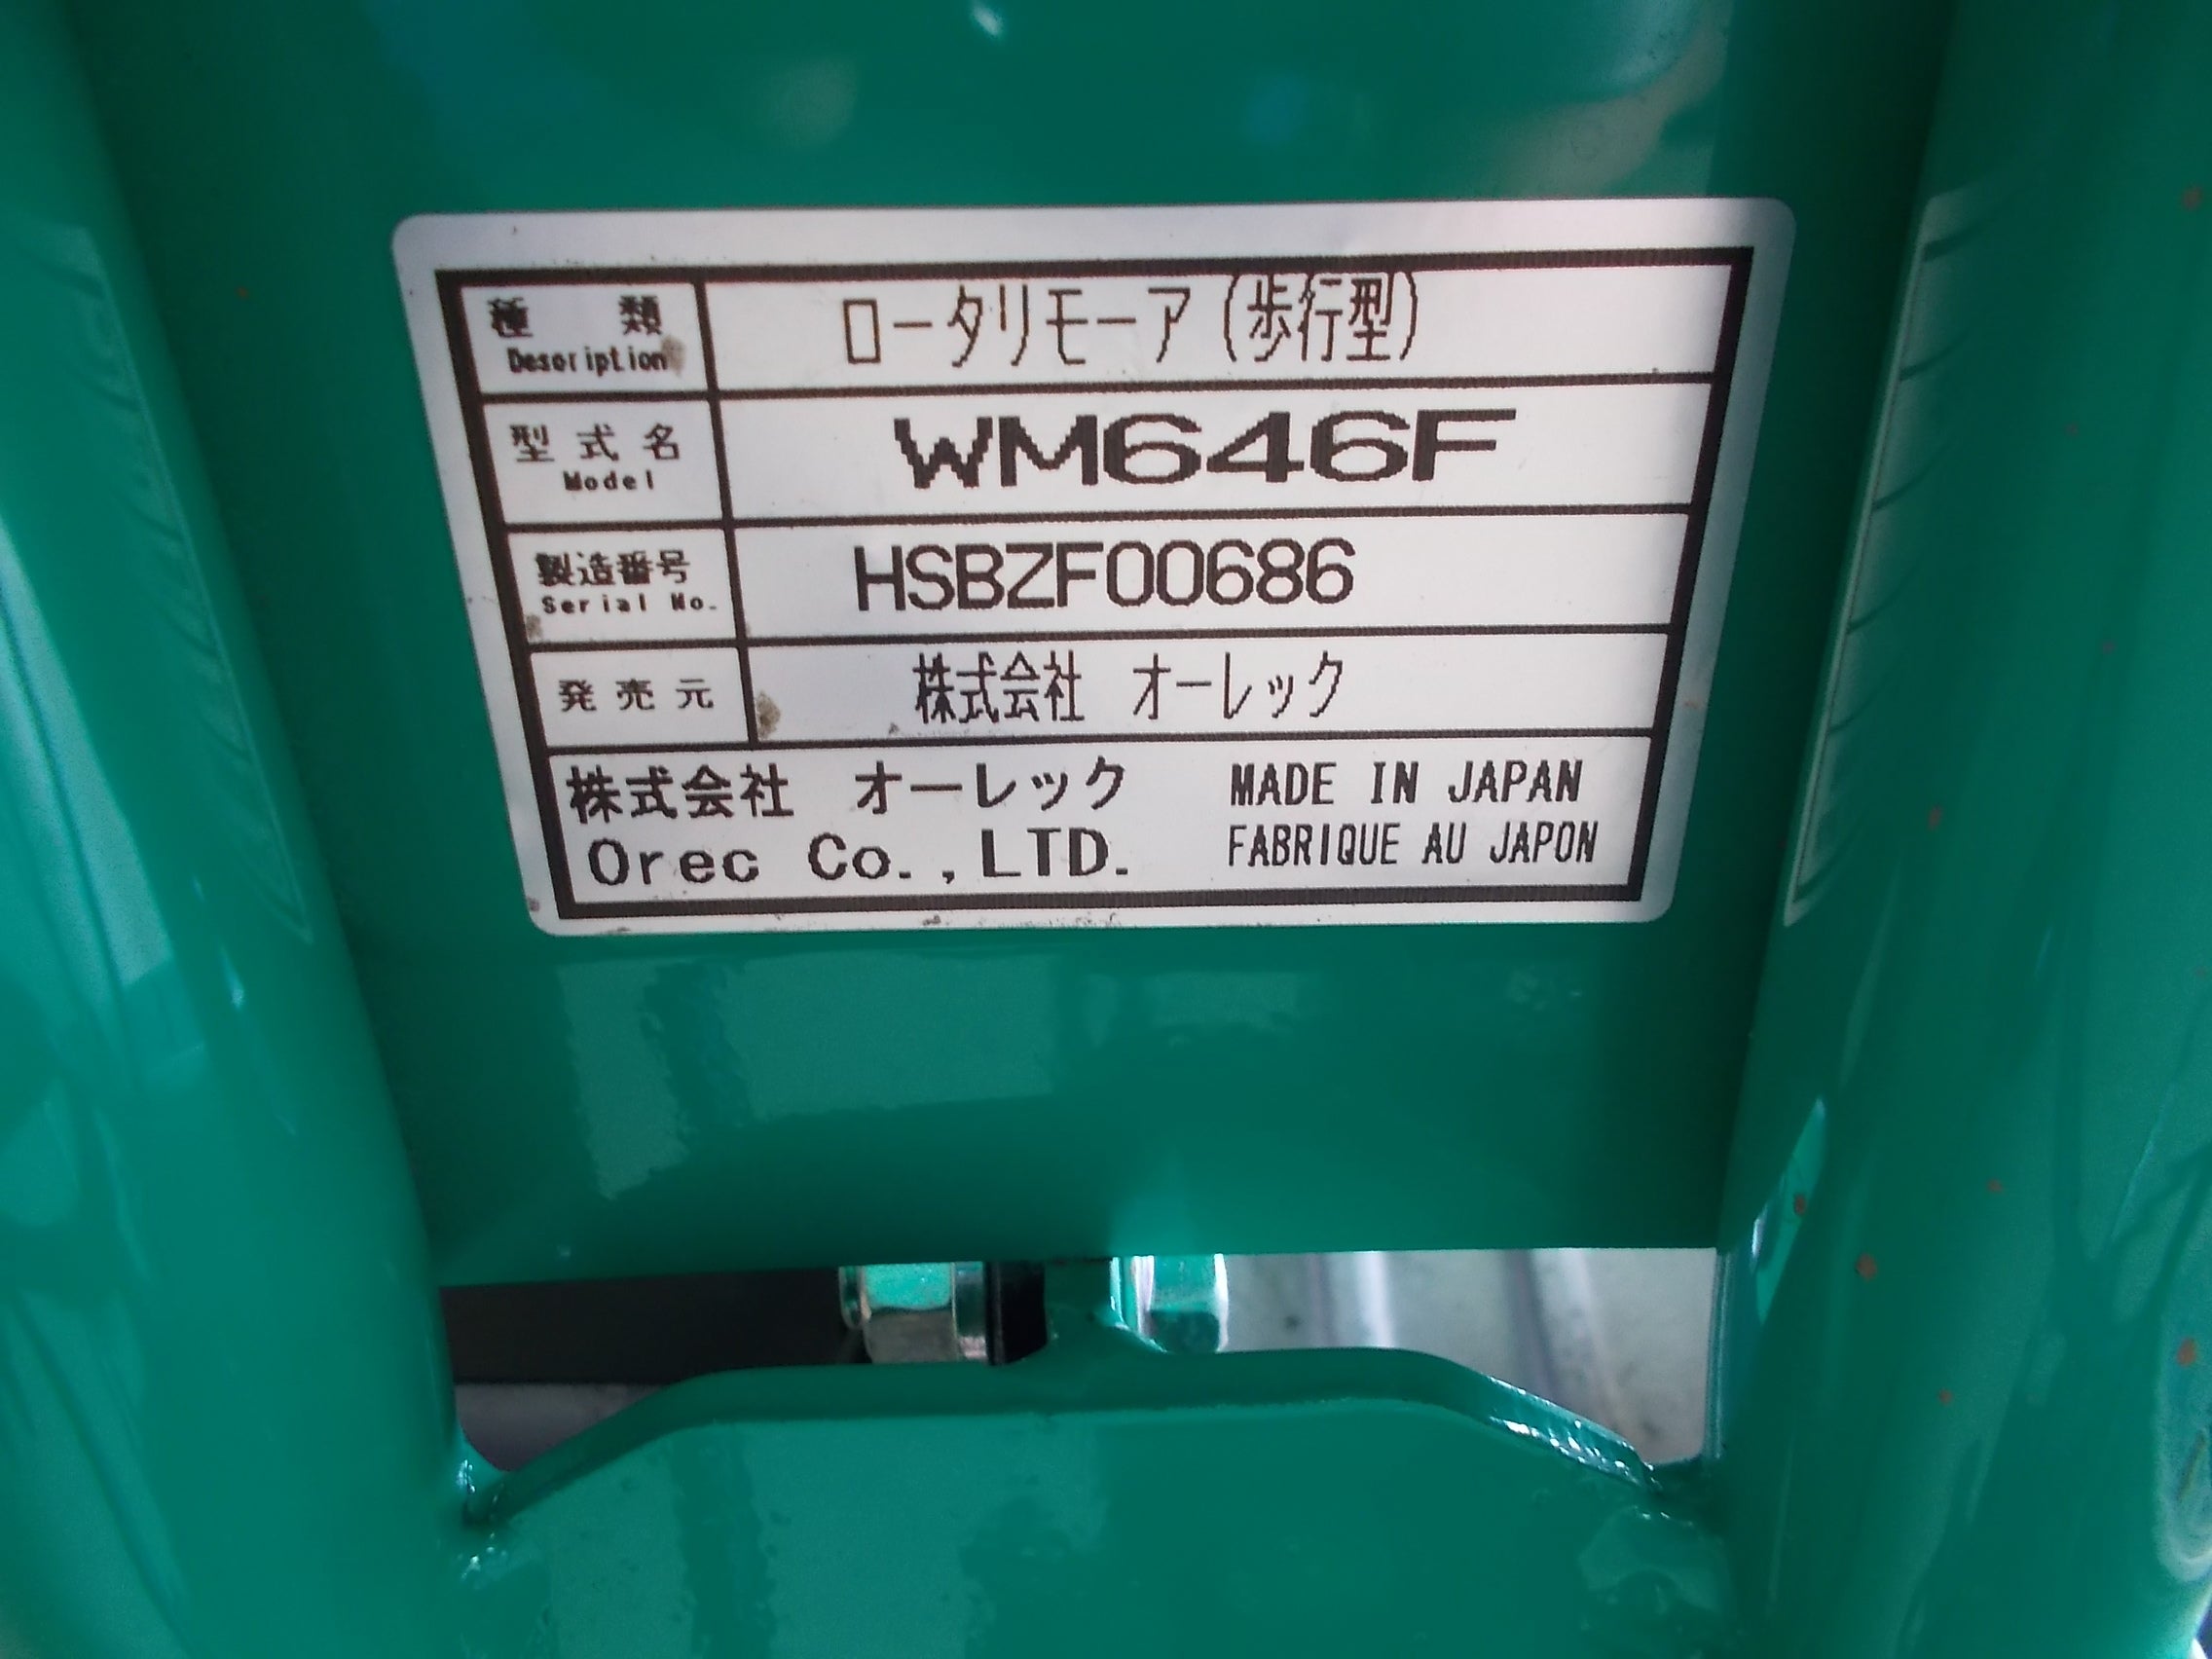 種 類 ロータリモーア(歩行型)
Description
型式名 WM646F
Model
製造番号 HSBZF00686
Serial No.
発売元 株式会社 オーレック
株式会社 オーレック MADE IN JAPAN
Orec Co.,LTD. FABRIQUE AU JAPON